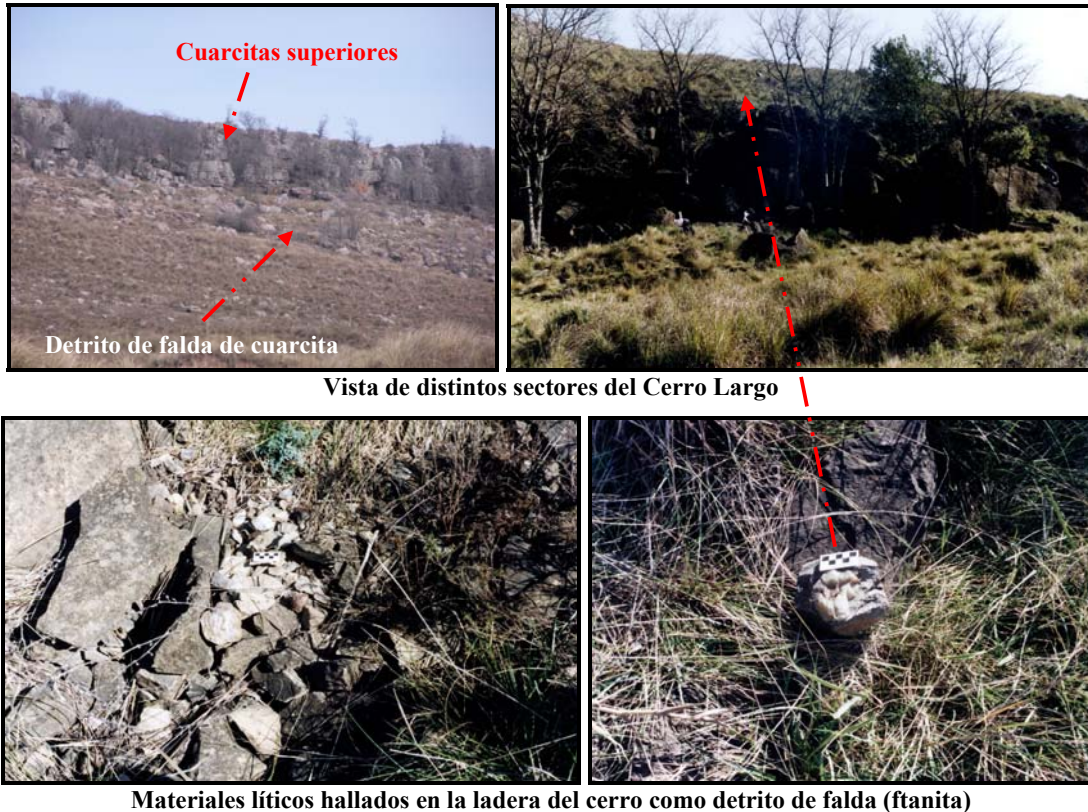 Cuarcitas superiores
Detrito de falda de cuarcita
Vista de distintos sectores del Cerro Largo
Materiales líticos hallados en la ladera del cerro como detrito de falda (ftanita)